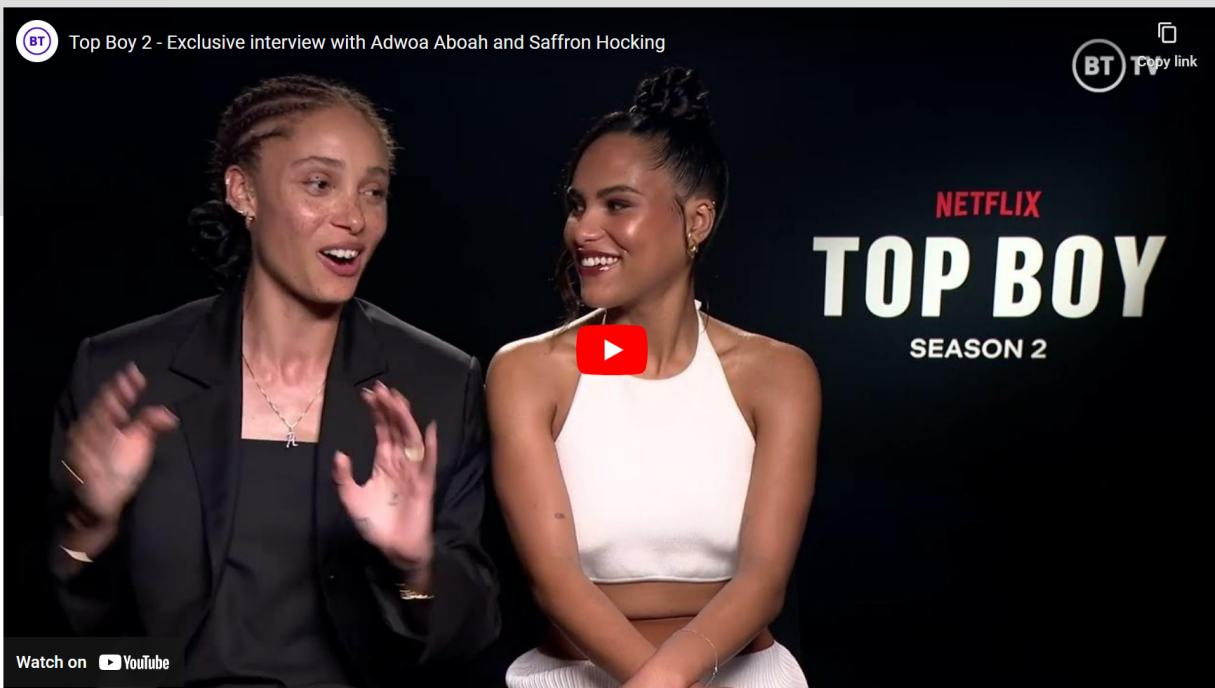 BT
Top Boy 2 - Exclusive interview with Adwoa Aboah and Saffron Hocking
BT TV
Copy link
NETFLIX
TOP BOY
SEASON 2
Watch on YouTube